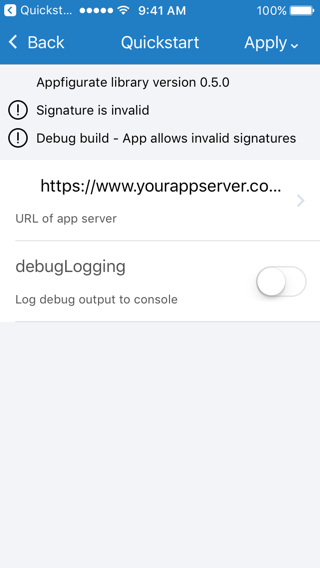 Quickst... 9:41 AM 100%
Back Quickstart Apply
Appfigurate library version 0.5.0
Signature is invalid
Debug build - App allows invalid signatures
https://www.yourappserver.co...
URL of app server
debugLogging
Log debug output to console